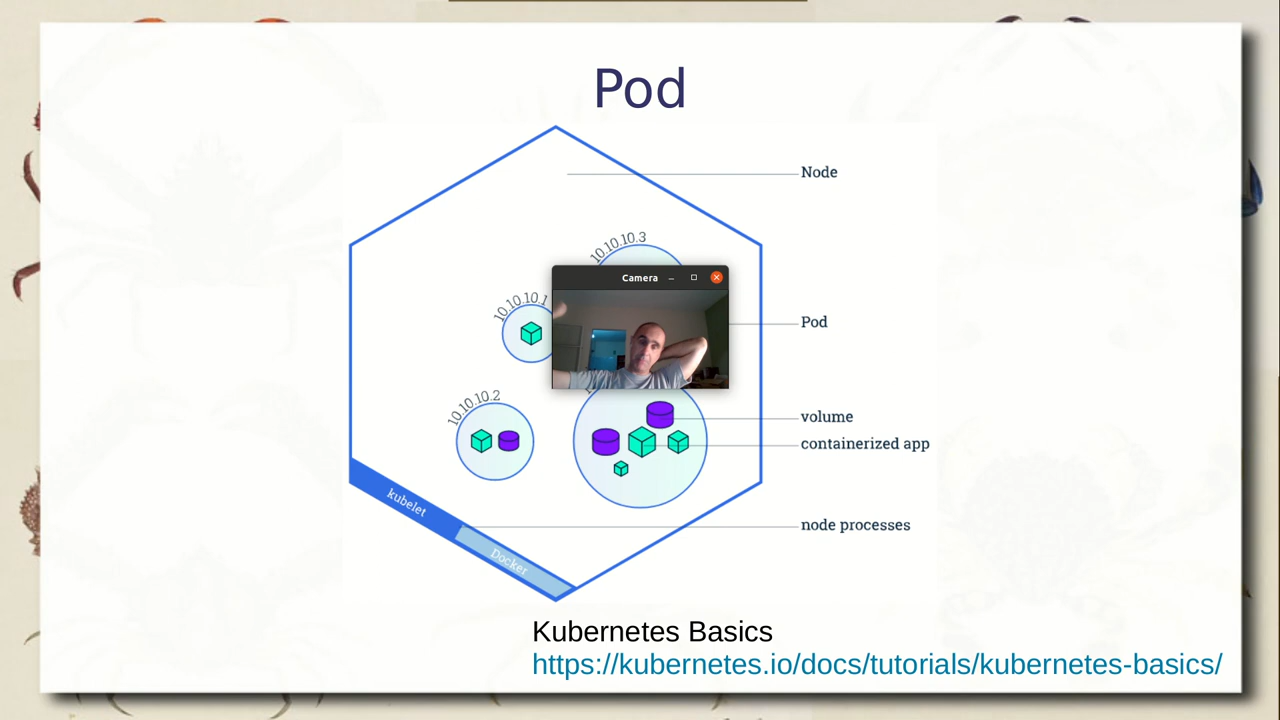 Pod
Node
10.10.10.3
Camera
10.10.10.1
Pod
10.10.10.2
volume
containerized app
kubelet
node processes
Docker
Kubernetes Basics
https://kubernetes.io/docs/tutorials/kubernetes-basics/